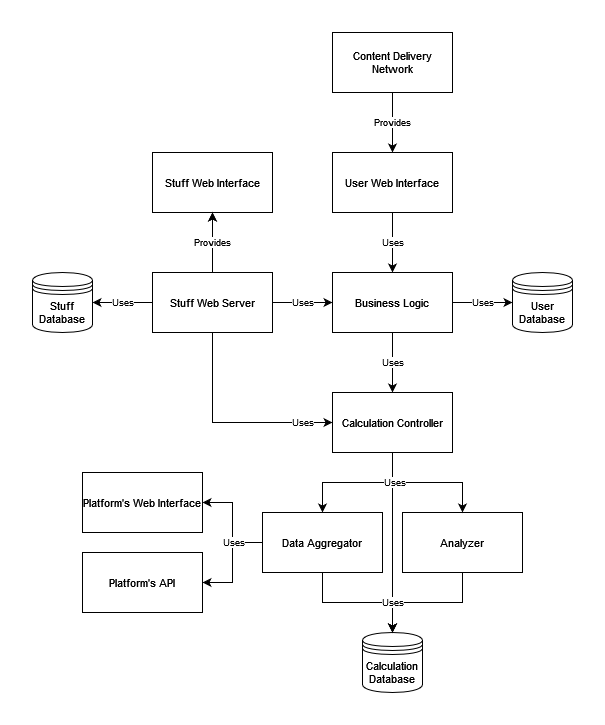 Content Delivery
Network
Provides
Stuff Web Interface
User Web Interface
Provides
Uses
Stuff
Database
Uses
Stuff Web Server
Uses
Business Logic
Uses
User
Database
Uses
Uses
Calculation Controller
Uses
Platform's Web Interface
Uses
Data Aggregator
Analyzer
Platform's API
Uses
Calculation
Database